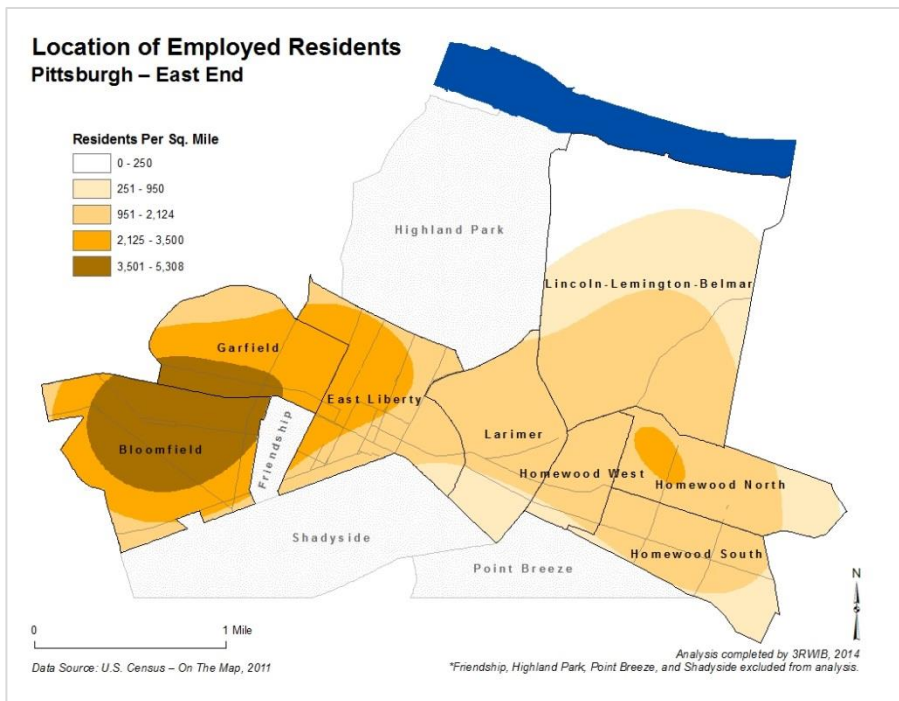 Location of Employed Residents
Pittsburgh – East End
Residents Per Sq. Mile
0 - 250
251 - 950
951 - 2,124
2,125 - 3,500
3,501 - 5,308
Highland Park
Lincoln-Lemington-Belmar
Garfield
East Liberty
Friendship
Larimer
Bloomfield
Homewood West
Homewood North
Shadyside
Homewood South
Point Breeze
N
0
1 Mile
Data Source: U.S. Census – On The Map, 2011
Analysis completed by 3RWIB, 2014
*Friendship, Highland Park, Point Breeze, and Shadyside excluded from analysis.